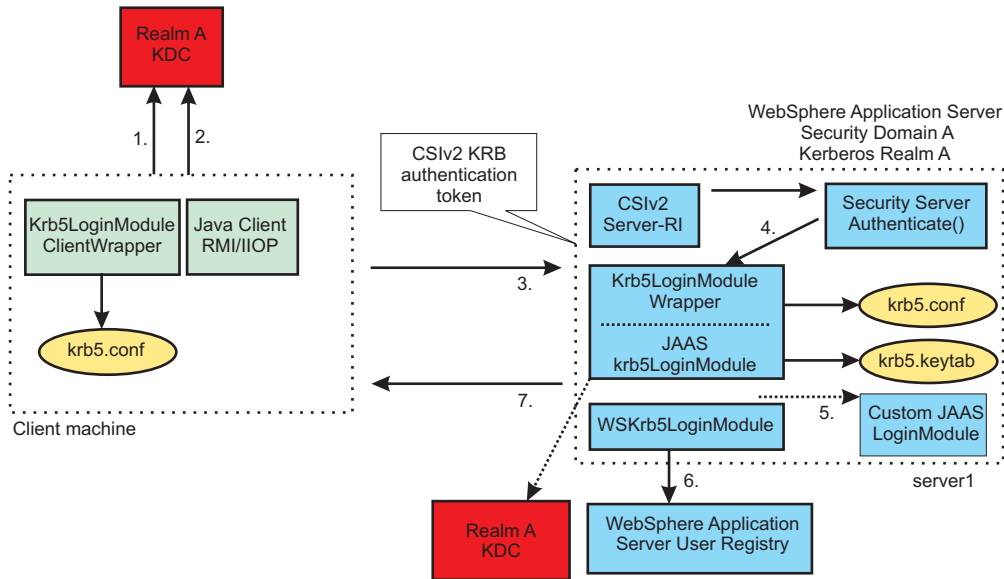 Realm A
KDC
1.
2.
WebSphere Application Server
Security Domain A
Kerberos Realm A
CSIv2 KRB
authentication
token
Krb5LoginModule
ClientWrapper
Java Client
RMI/IIOP
krb5.conf
Client machine
3.
7.
CSIv2
Server-RI
Security Server
Authenticate()
4.
Krb5LoginModule
Wrapper
JAAS
krb5LoginModule
krb5.conf
krb5.keytab
5.
WSKrb5LoginModule
Custom JAAS
LoginModule
server1
6.
Realm A
KDC
WebSphere Application
Server User Registry